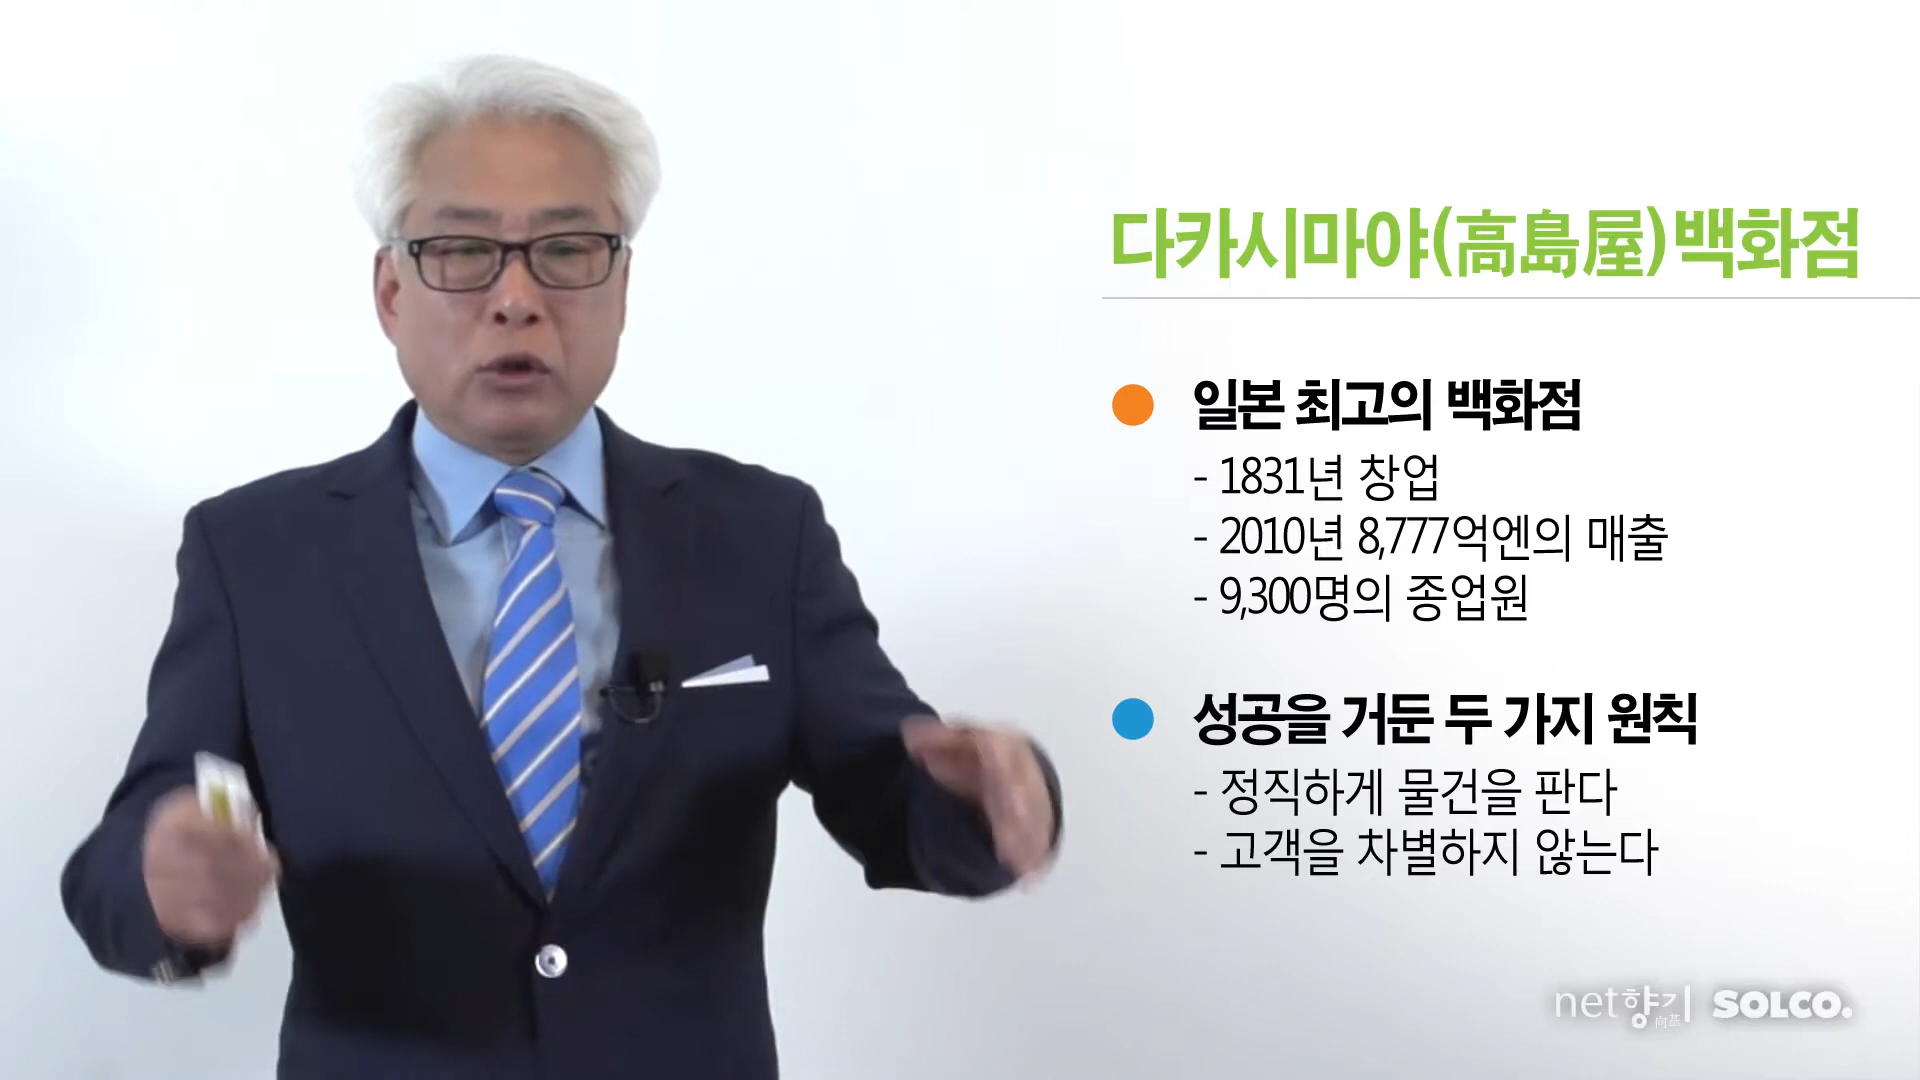 다카시마야(高島屋)백화점
일본 최고의 백화점
- 1831년 창업
- 2010년 8,777억엔의 매출
- 9,300명의 종업원
성공을 거둔 두 가지 원칙
- 정직하게 물건을 판다
- 고객을 차별하지 않는다
net향기 SOLCO.